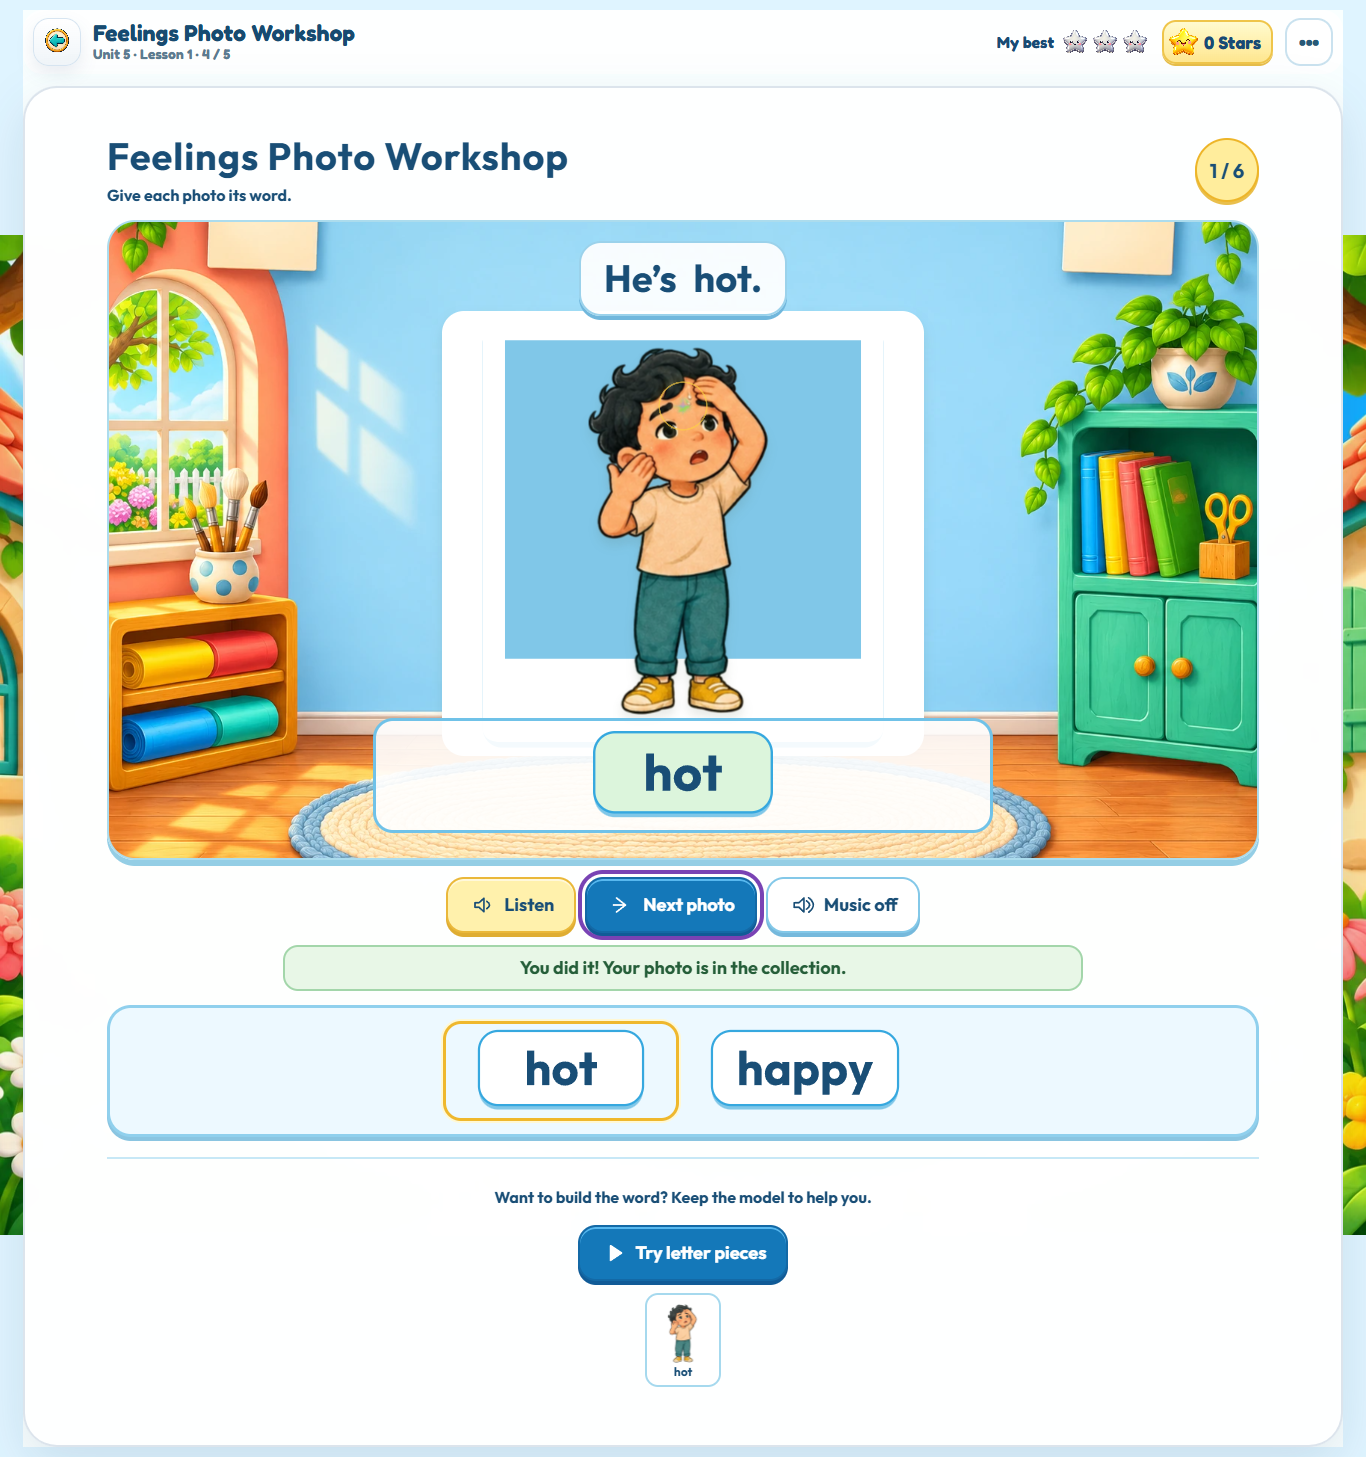 Feelings Photo Workshop
Unit 5 · Lesson 1 · 4 / 5
My best
0 Stars
Feelings Photo Workshop
Give each photo its word.
1 / 6
He’s hot.
hot
Listen
Next photo
Music off
You did it! Your photo is in the collection.
hot
happy
Want to build the word? Keep the model to help you.
Try letter pieces
hot